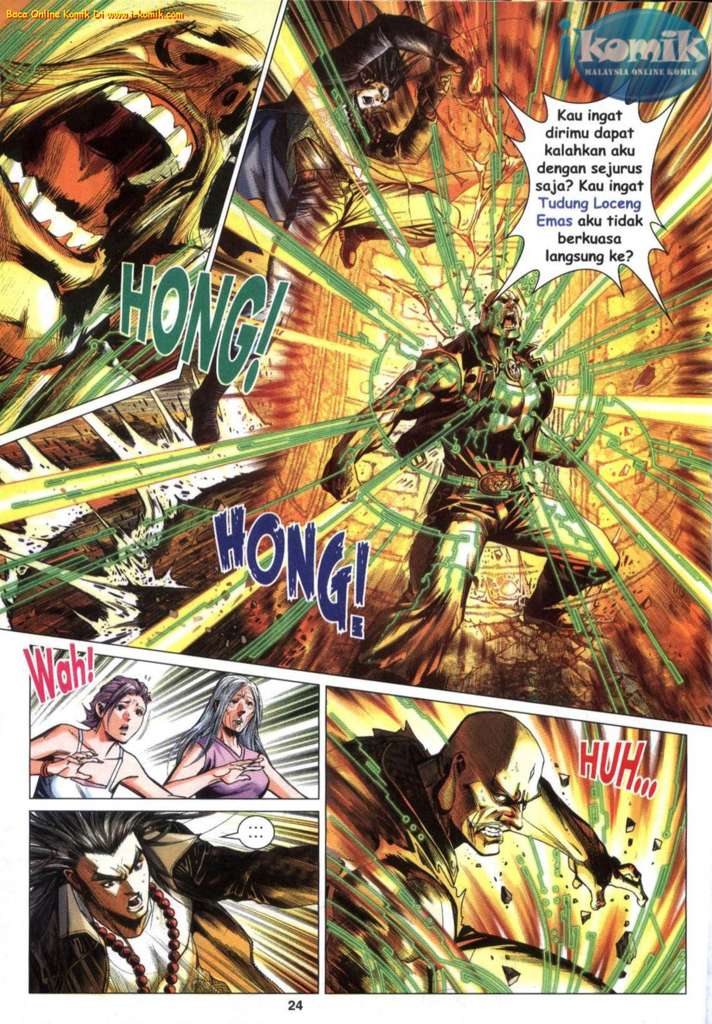 Baca Online Komik Di www.i-komik.com
ikomik
MALAYSIA ONLINE KOMIK
Kau ingat
dirimu dapat
kalahkan aku
dengan sejurus
saja? Kau ingat
Tudung Loceng
Emas aku tidak
berkuasa
langsung ke?
HONG!
HONG!
Wah!
HUH...
...
...
24